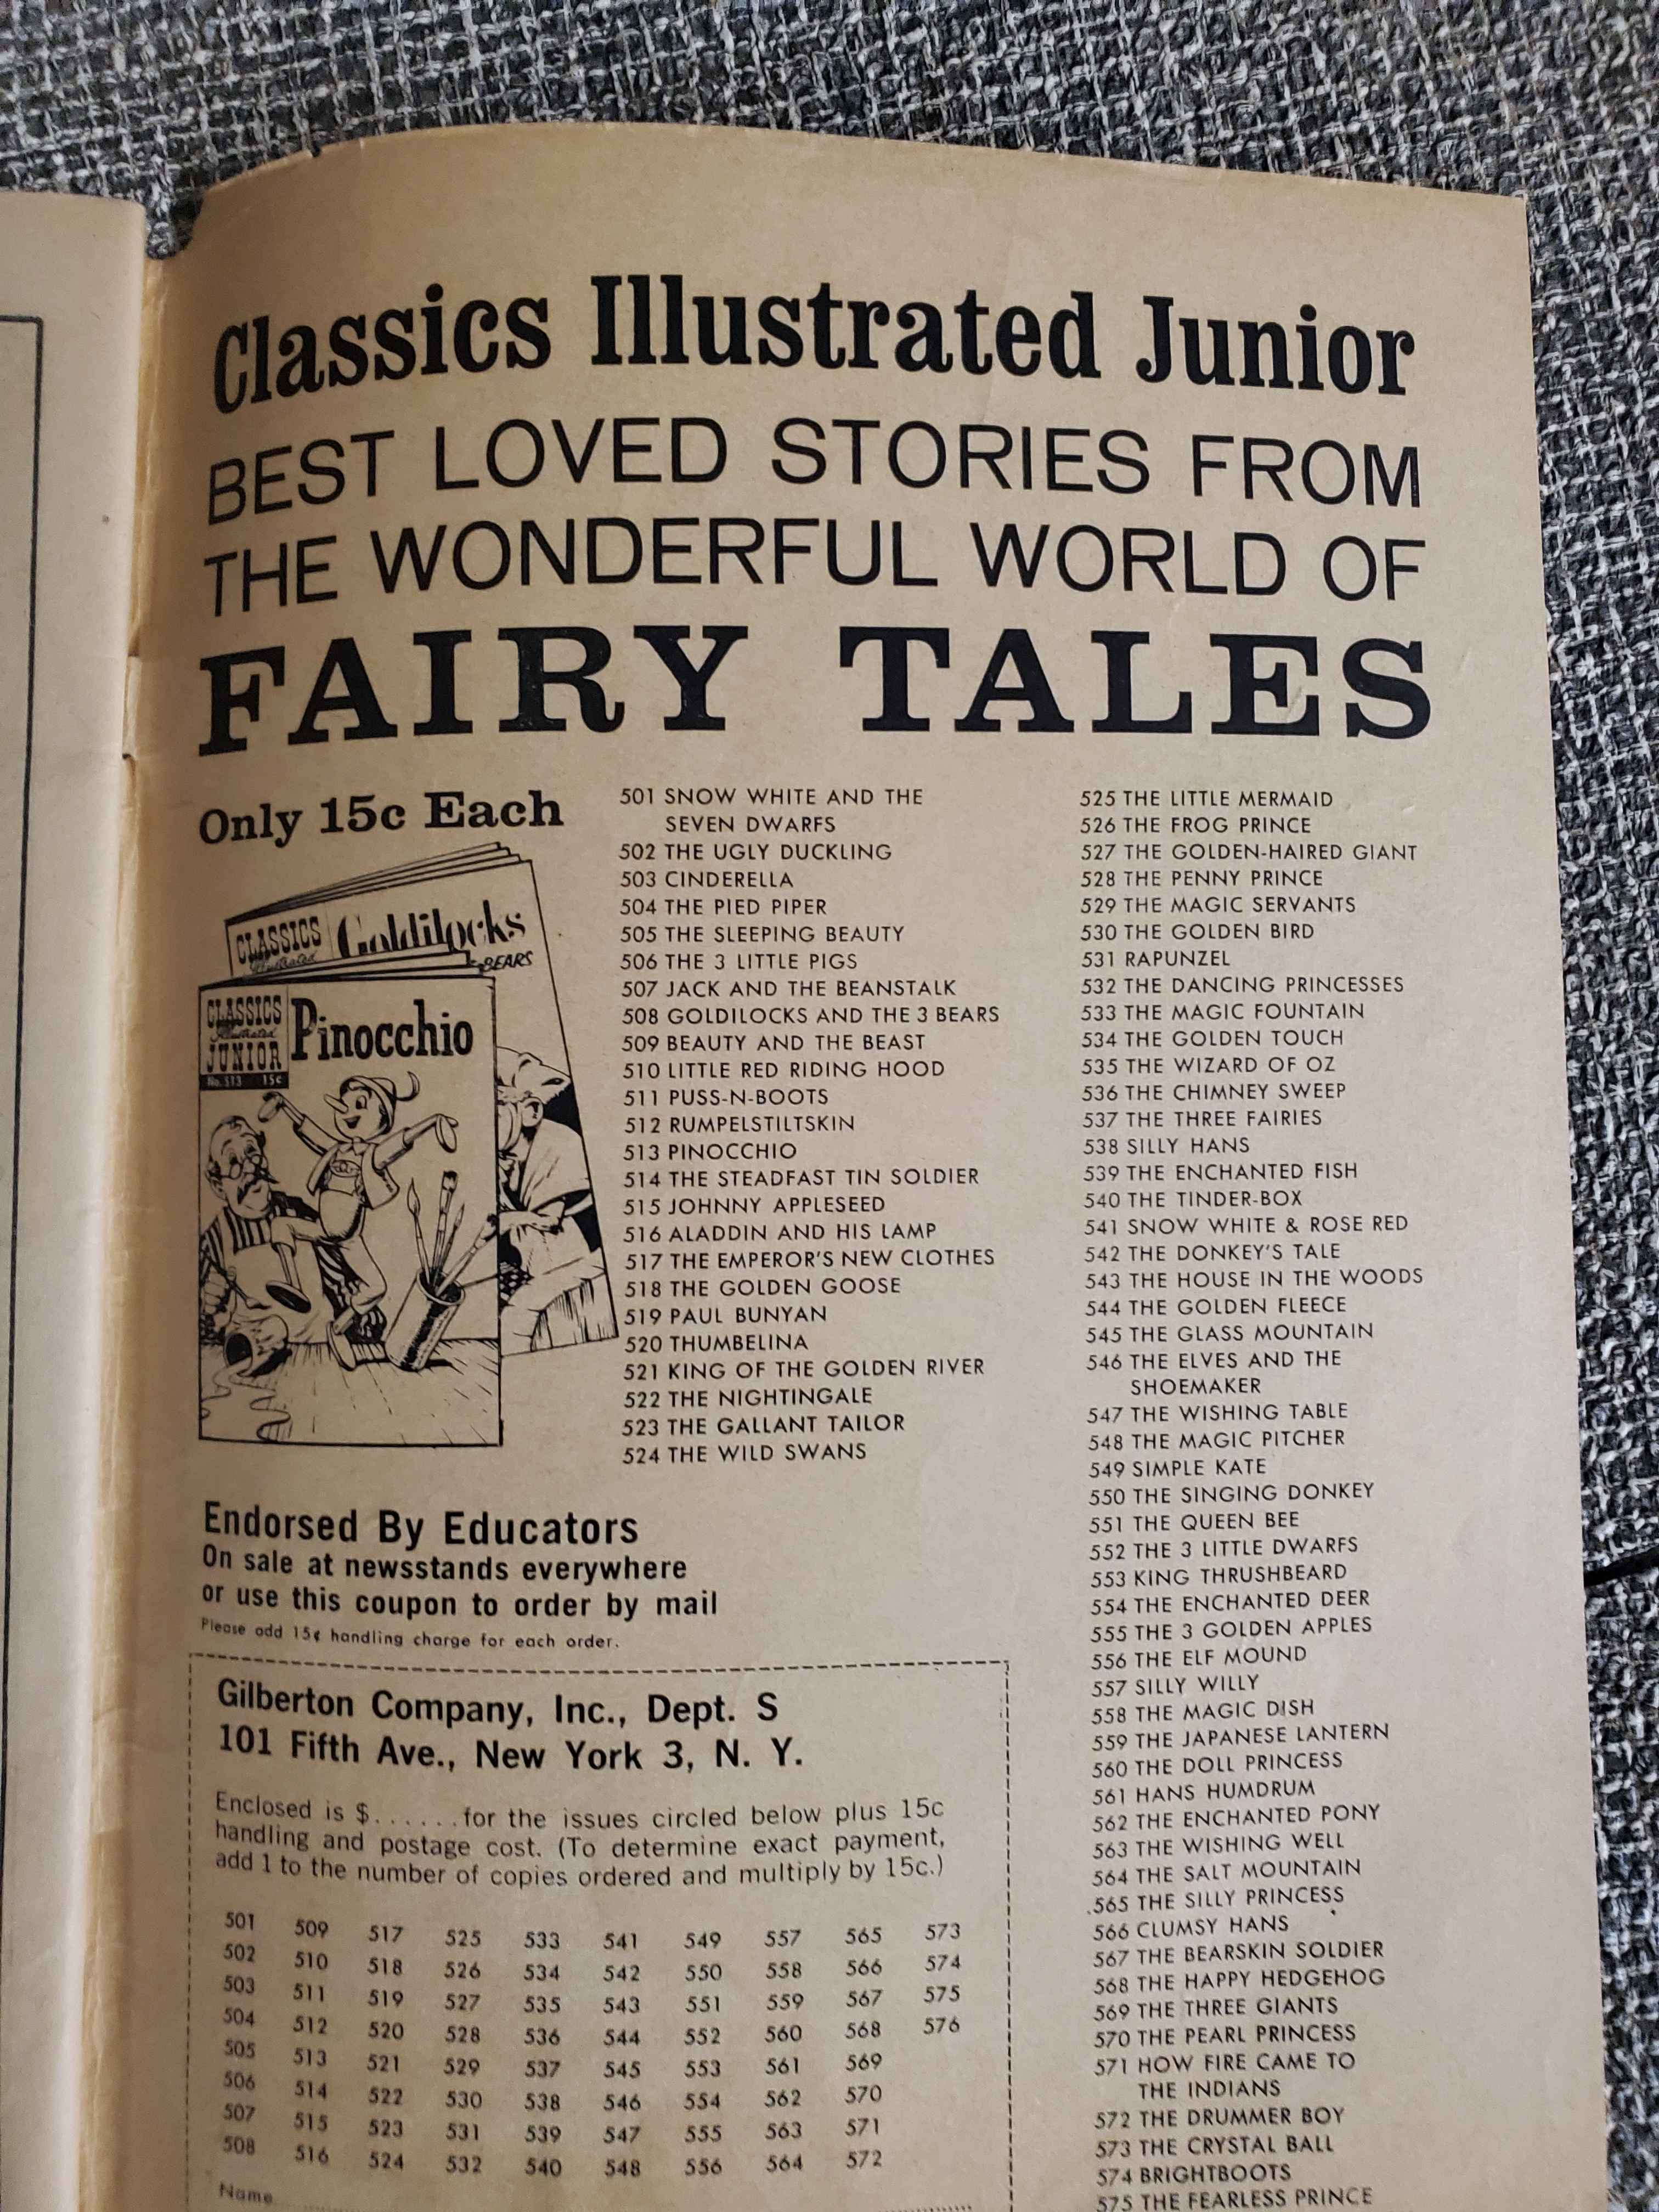 Classics Illustrated Junior
BEST LOVED STORIES FROM
THE WONDERFUL WORLD OF
FAIRY TALES
Only 15c Each
CLASSICS
Illustrated
Goldilocks
BEARS
CLASSICS
Illustrated
JUNIOR
No. 513 15c
Pinocchio
501 SNOW WHITE AND THE
SEVEN DWARFS
502 THE UGLY DUCKLING
503 CINDERELLA
504 THE PIED PIPER
505 THE SLEEPING BEAUTY
506 THE 3 LITTLE PIGS
507 JACK AND THE BEANSTALK
508 GOLDILOCKS AND THE 3 BEARS
509 BEAUTY AND THE BEAST
510 LITTLE RED RIDING HOOD
511 PUSS-N-BOOTS
512 RUMPELSTILTSKIN
513 PINOCCHIO
514 THE STEADFAST TIN SOLDIER
515 JOHNNY APPLESEED
516 ALADDIN AND HIS LAMP
517 THE EMPEROR'S NEW CLOTHES
518 THE GOLDEN GOOSE
519 PAUL BUNYAN
520 THUMBELINA
521 KING OF THE GOLDEN RIVER
522 THE NIGHTINGALE
523 THE GALLANT TAILOR
524 THE WILD SWANS
525 THE LITTLE MERMAID
526 THE FROG PRINCE
527 THE GOLDEN-HAIRED GIANT
528 THE PENNY PRINCE
529 THE MAGIC SERVANTS
530 THE GOLDEN BIRD
531 RAPUNZEL
532 THE DANCING PRINCESSES
533 THE MAGIC FOUNTAIN
534 THE GOLDEN TOUCH
535 THE WIZARD OF OZ
536 THE CHIMNEY SWEEP
537 THE THREE FAIRIES
538 SILLY HANS
539 THE ENCHANTED FISH
540 THE TINDER-BOX
541 SNOW WHITE & ROSE RED
542 THE DONKEY'S TALE
543 THE HOUSE IN THE WOODS
544 THE GOLDEN FLEECE
545 THE GLASS MOUNTAIN
546 THE ELVES AND THE
SHOEMAKER
547 THE WISHING TABLE
548 THE MAGIC PITCHER
549 SIMPLE KATE
550 THE SINGING DONKEY
551 THE QUEEN BEE
552 THE 3 LITTLE DWARFS
553 KING THRUSHBEARD
554 THE ENCHANTED DEER
555 THE 3 GOLDEN APPLES
556 THE ELF MOUND
557 SILLY WILLY
558 THE MAGIC DISH
559 THE JAPANESE LANTERN
560 THE DOLL PRINCESS
561 HANS HUMDRUM
562 THE ENCHANTED PONY
563 THE WISHING WELL
564 THE SALT MOUNTAIN
565 THE SILLY PRINCESS
566 CLUMSY HANS
567 THE BEARSKIN SOLDIER
568 THE HAPPY HEDGEHOG
569 THE THREE GIANTS
570 THE PEARL PRINCESS
571 HOW FIRE CAME TO
THE INDIANS
572 THE DRUMMER BOY
573 THE CRYSTAL BALL
574 BRIGHTBOOTS
575 THE FEARLESS PRINCE
Endorsed By Educators
On sale at newsstands everywhere
or use this coupon to order by mail
Please add 15¢ handling charge for each order.
Gilberton Company, Inc., Dept. S
101 Fifth Ave., New York 3, N. Y.
Enclosed is $......for the issues circled below plus 15c
handling and postage cost. (To determine exact payment,
add 1 to the number of copies ordered and multiply by 15c.)
501 509 517 525 533 541 549 557 565 573
502 510 518 526 534 542 550 558 566 574
503 511 519 527 535 543 551 559 567 575
504 512 520 528 536 544 552 560 568 576
505 513 521 529 537 545 553 561 569
506 514 522 530 538 546 554 562 570
507 515 523 531 539 547 555 563 571
508 516 524 532 540 548 556 564 572
Name